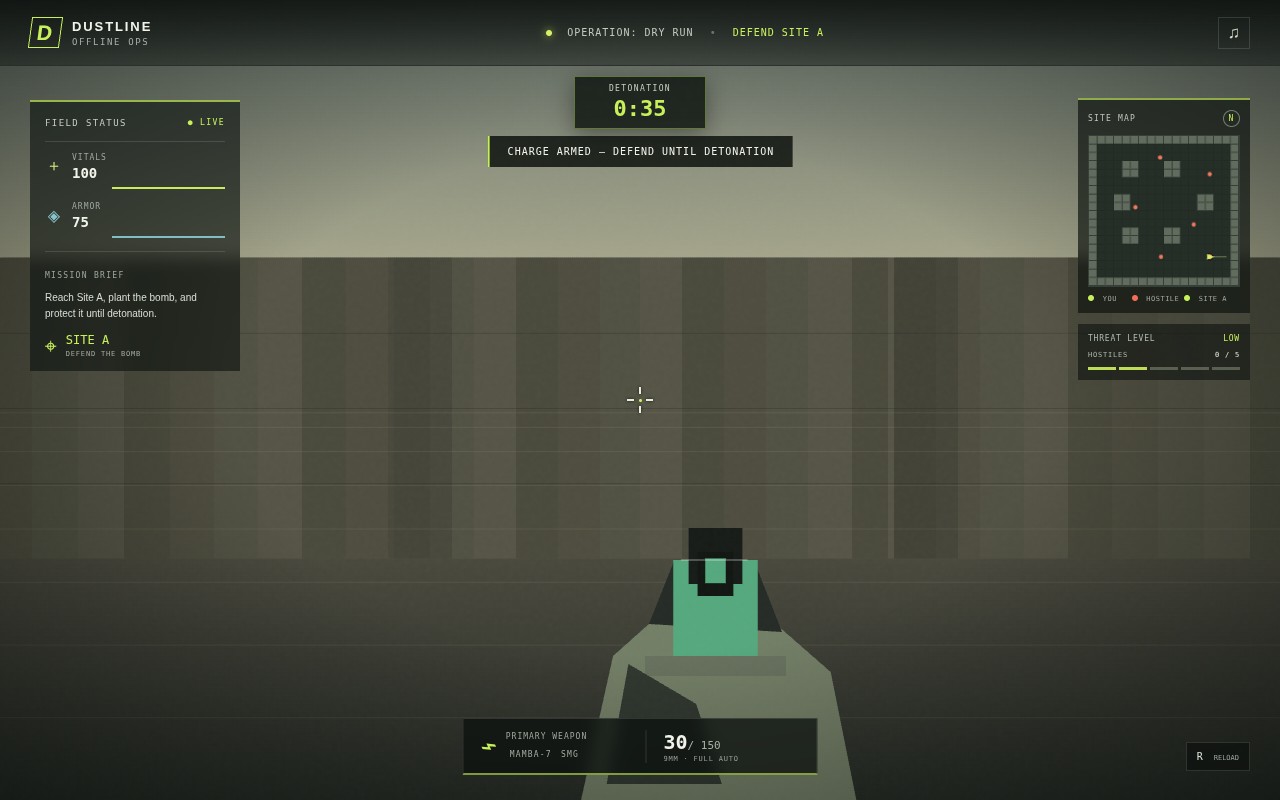 D
DUSTLINE
OFFLINE OPS
OPERATION: DRY RUN • DEFEND SITE A
DETONATION
0:35
CHARGE ARMED — DEFEND UNTIL DETONATION
FIELD STATUS
LIVE
VITALS
100
ARMOR
75
MISSION BRIEF
Reach Site A, plant the bomb, and
protect it until detonation.
SITE A
DEFEND THE BOMB
SITE MAP
N
YOU HOSTILE SITE A
THREAT LEVEL LOW
HOSTILES 0 / 5
PRIMARY WEAPON
MAMBA-7 SMG
30 / 150
9MM · FULL AUTO
R RELOAD